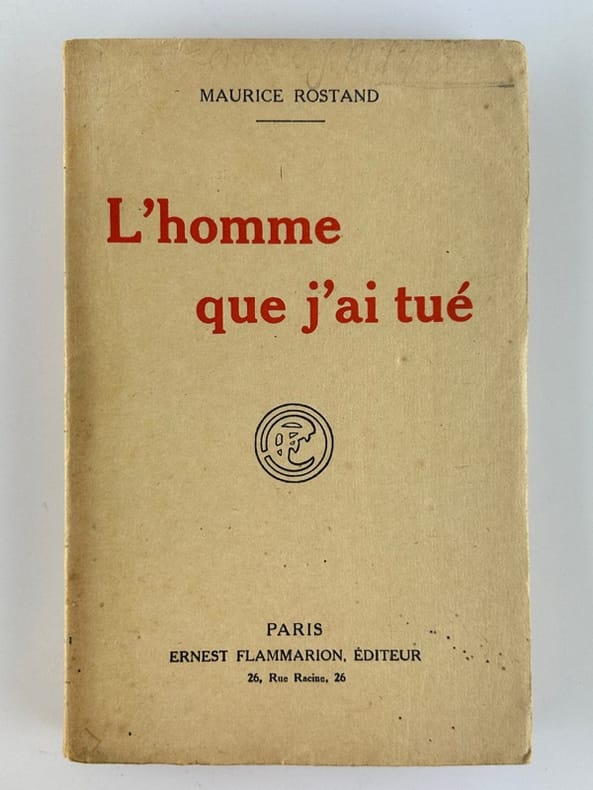 MAURICE ROSTAND
L'homme
que j'ai tué
PARIS
ERNEST FLAMMARION, ÉDITEUR
26, Rue Racine, 26